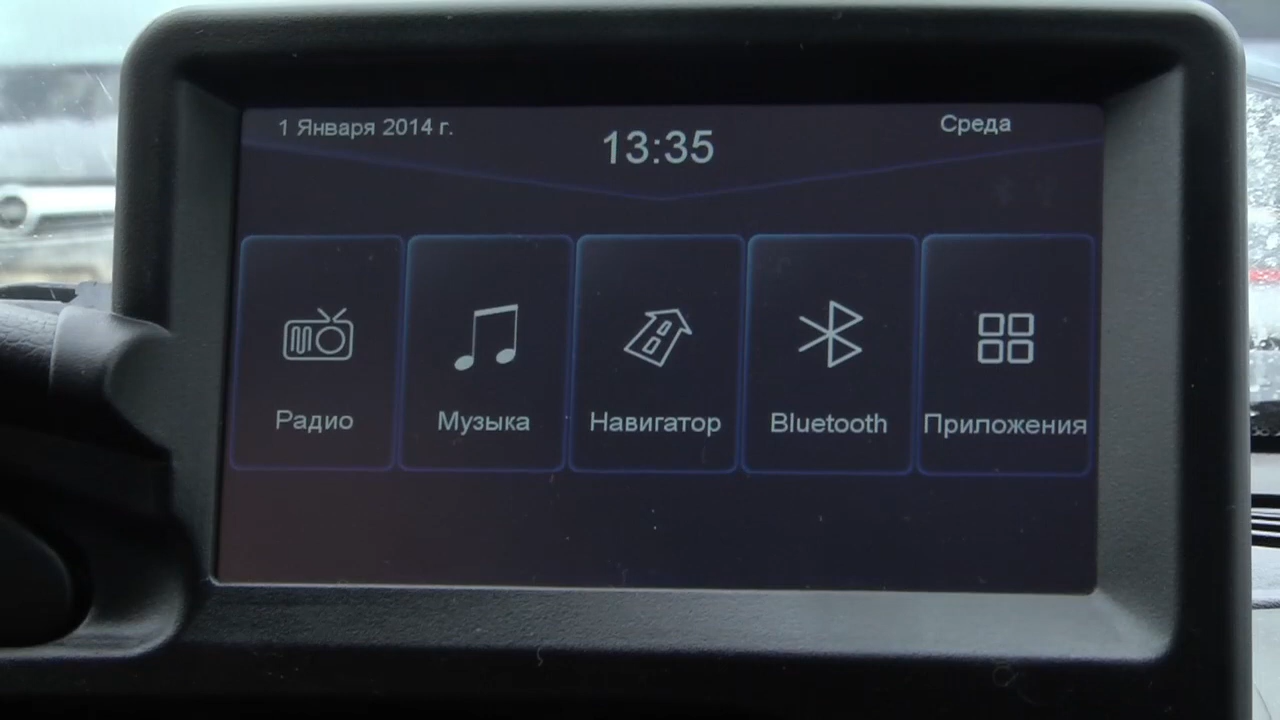 1 Января 2014 г.
13:35
Среда
Радио
Музыка
Навигатор
Bluetooth
Приложения